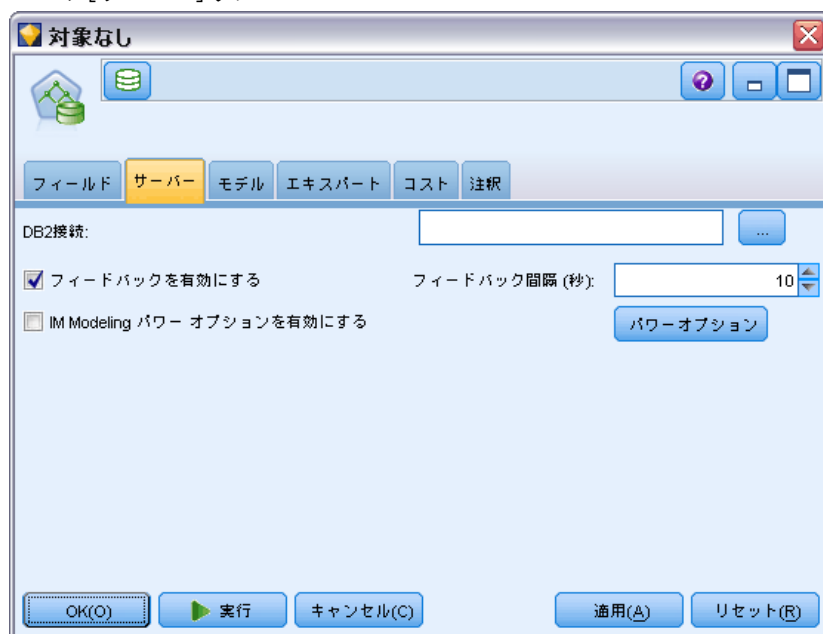 対象なし
フィールド サーバー モデル エキスパート コスト 注釈
DB2接続: ...
フィードバックを有効にする フィードバック間隔 (秒): 10
IM Modeling パワー オプションを有効にする パワーオプション
OK(O) 実行 キャンセル(C) 適用(A) リセット(R)